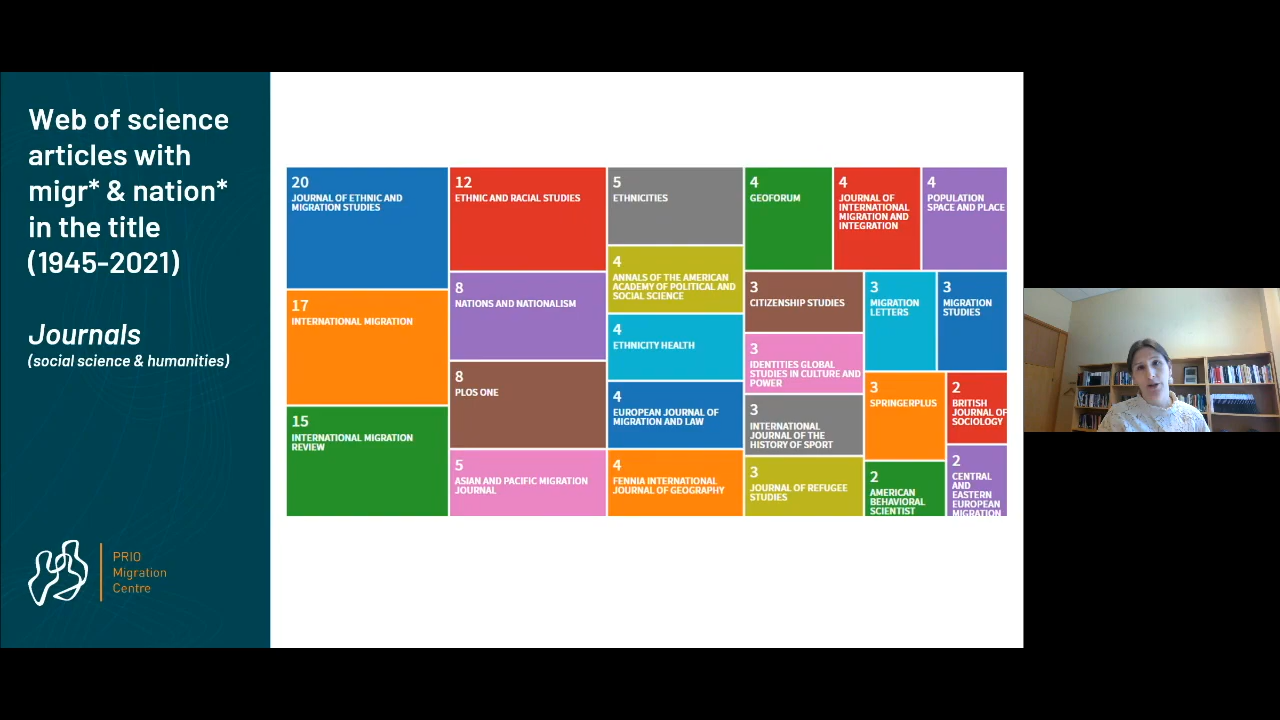 Web of science
articles with
migr* & nation*
in the title
(1945-2021)
Journals
(social science & humanities)
PRIO
Migration
Centre
20
JOURNAL OF ETHNIC AND
MIGRATION STUDIES
17
INTERNATIONAL MIGRATION
15
INTERNATIONAL MIGRATION
REVIEW
12
ETHNIC AND RACIAL STUDIES
8
NATIONS AND NATIONALISM
8
PLOS ONE
5
ASIAN AND PACIFIC MIGRATION
JOURNAL
5
ETHNICITIES
4
ANNALS OF THE AMERICAN
ACADEMY OF POLITICAL AND
SOCIAL SCIENCE
4
ETHNICITY HEALTH
4
EUROPEAN JOURNAL OF
MIGRATION AND LAW
4
FENNIA INTERNATIONAL
JOURNAL OF GEOGRAPHY
4
GEOFORUM
4
JOURNAL OF
INTERNATIONAL
MIGRATION AND
INTEGRATION
4
POPULATION
SPACE AND PLACE
3
CITIZENSHIP STUDIES
3
IDENTITIES GLOBAL
STUDIES IN CULTURE AND
POWER
3
INTERNATIONAL
JOURNAL OF THE
HISTORY OF SPORT
3
JOURNAL OF REFUGEE
STUDIES
3
MIGRATION
LETTERS
3
MIGRATION
STUDIES
3
SPRINGERPLUS
2
AMERICAN
BEHAVIORAL
SCIENTIST
2
BRITISH
JOURNAL OF
SOCIOLOGY
2
CENTRAL
AND
EASTERN
EUROPEAN
MIGRATION